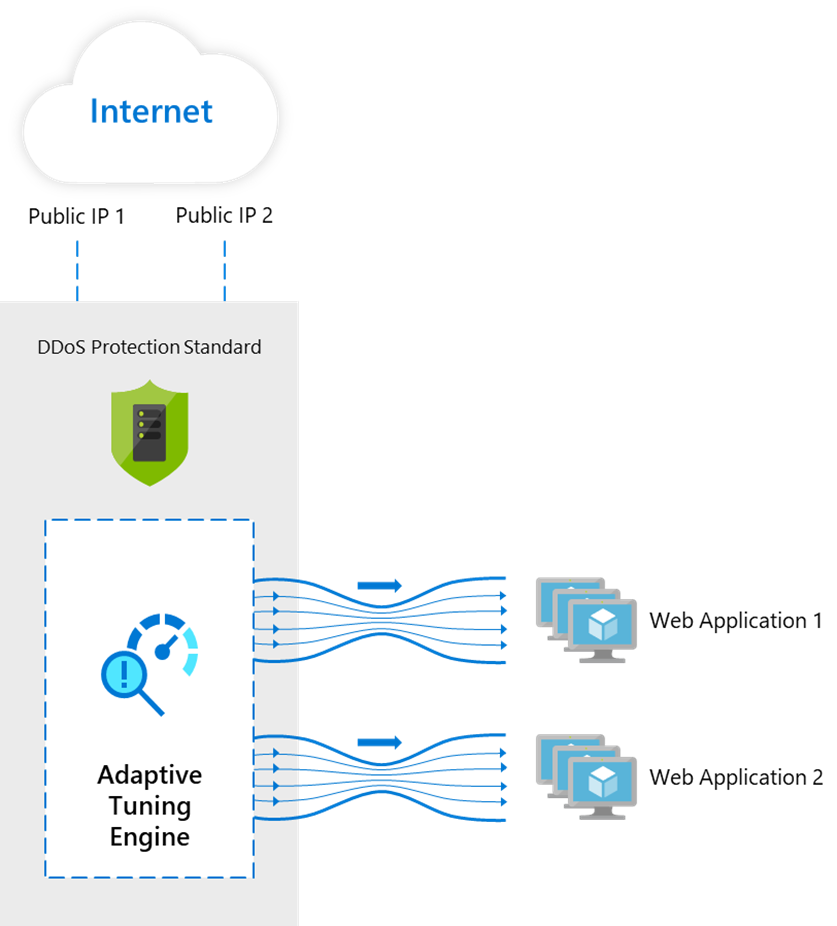 Internet
Public IP 1
Public IP 2
DDoS Protection Standard
Adaptive
Tuning
Engine
Web Application 1
Web Application 2